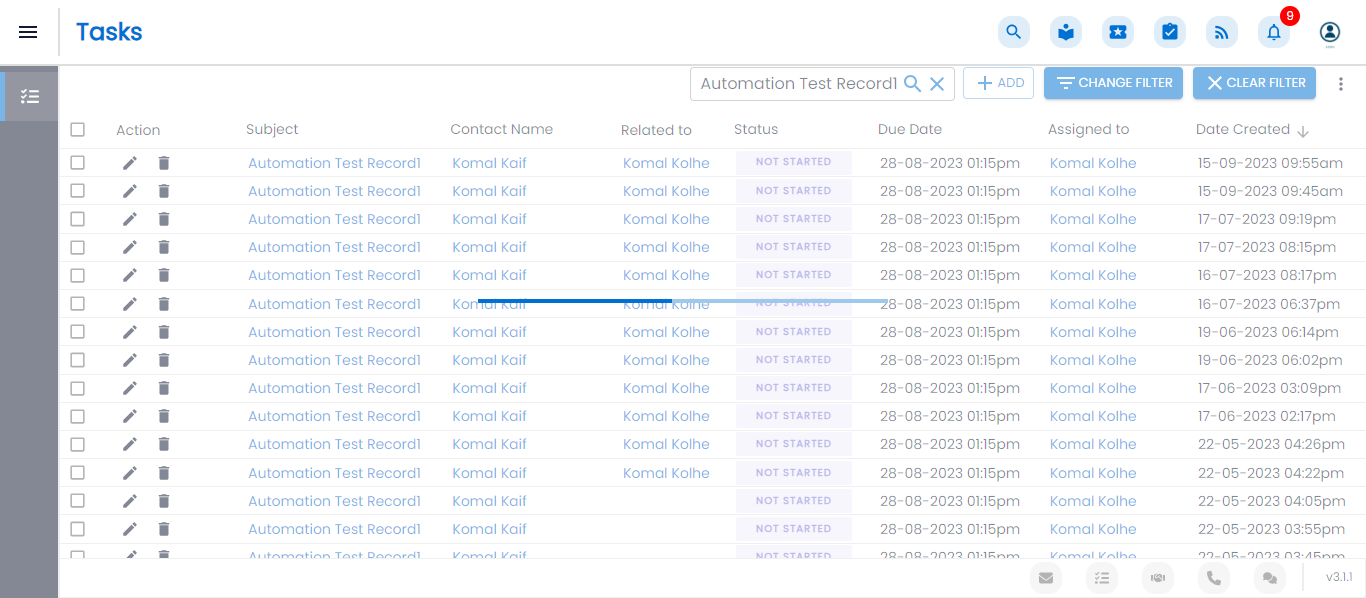 Tasks
9
Automation Test Record1 ADD CHANGE FILTER CLEAR FILTER
Action Subject Contact Name Related to Status Due Date Assigned to Date Created
Automation Test Record1 Komal Kaif Komal Kolhe NOT STARTED 28-08-2023 01:15pm Komal Kolhe 15-09-2023 09:55am
Automation Test Record1 Komal Kaif Komal Kolhe NOT STARTED 28-08-2023 01:15pm Komal Kolhe 15-09-2023 09:45am
Automation Test Record1 Komal Kaif Komal Kolhe NOT STARTED 28-08-2023 01:15pm Komal Kolhe 17-07-2023 09:19pm
Automation Test Record1 Komal Kaif Komal Kolhe NOT STARTED 28-08-2023 01:15pm Komal Kolhe 17-07-2023 08:15pm
Automation Test Record1 Komal Kaif Komal Kolhe NOT STARTED 28-08-2023 01:15pm Komal Kolhe 16-07-2023 08:17pm
Automation Test Record1 Komal Kaif Komal Kolhe NOT STARTED 28-08-2023 01:15pm Komal Kolhe 16-07-2023 06:37pm
Automation Test Record1 Komal Kaif Komal Kolhe NOT STARTED 28-08-2023 01:15pm Komal Kolhe 19-06-2023 06:14pm
Automation Test Record1 Komal Kaif Komal Kolhe NOT STARTED 28-08-2023 01:15pm Komal Kolhe 19-06-2023 06:02pm
Automation Test Record1 Komal Kaif Komal Kolhe NOT STARTED 28-08-2023 01:15pm Komal Kolhe 17-06-2023 03:09pm
Automation Test Record1 Komal Kaif Komal Kolhe NOT STARTED 28-08-2023 01:15pm Komal Kolhe 17-06-2023 02:17pm
Automation Test Record1 Komal Kaif Komal Kolhe NOT STARTED 28-08-2023 01:15pm Komal Kolhe 22-05-2023 04:26pm
Automation Test Record1 Komal Kaif Komal Kolhe NOT STARTED 28-08-2023 01:15pm Komal Kolhe 22-05-2023 04:22pm
Automation Test Record1 Komal Kaif NOT STARTED 28-08-2023 01:15pm Komal Kolhe 22-05-2023 04:05pm
Automation Test Record1 Komal Kaif NOT STARTED 28-08-2023 01:15pm Komal Kolhe 22-05-2023 03:55pm
Automation Test Record1 Komal Kaif NOT STARTED 28-08-2023 01:15pm Komal Kolhe 22-05-2023 03:45pm
v3.1.1